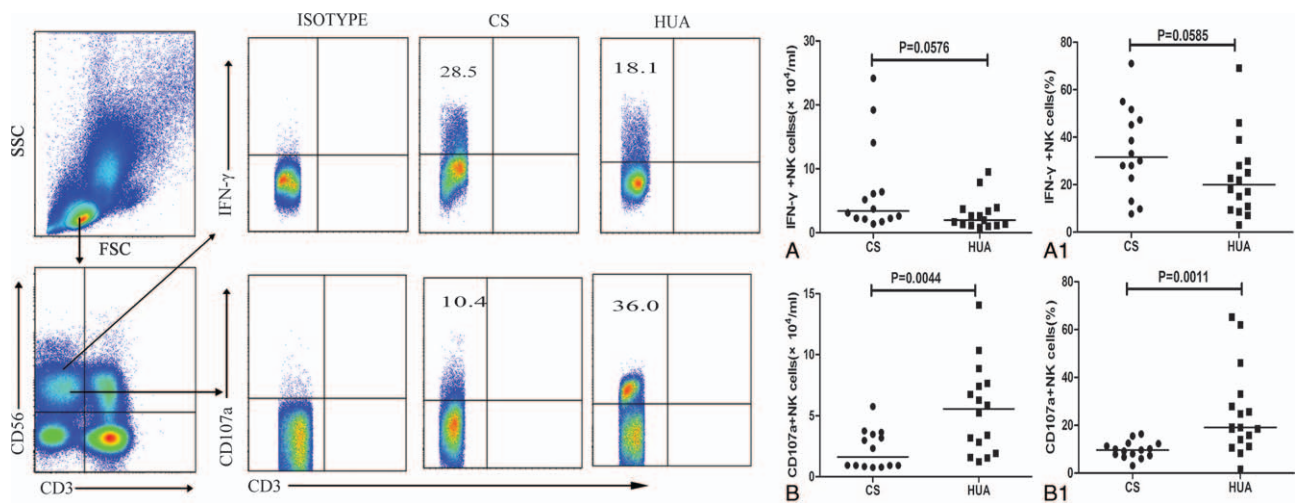 ISOTYPE CS HUA
SSC
FSC
IFN-γ
28.5
18.1
CD56
CD3
CD107a
10.4
36.0
CD3
P=0.0576
IFN-γ +NK cellss(× 10⁴/ml)
30
20
10
0
CS HUA
A
P=0.0585
IFN-γ +NK cells(%)
80
60
40
20
0
CS HUA
A1
P=0.0044
CD107a+NK cells(× 10⁴/ml)
15
10
5
0
CS HUA
B
P=0.0011
CD107a+NK cells(%)
80
60
40
20
0
CS HUA
B1